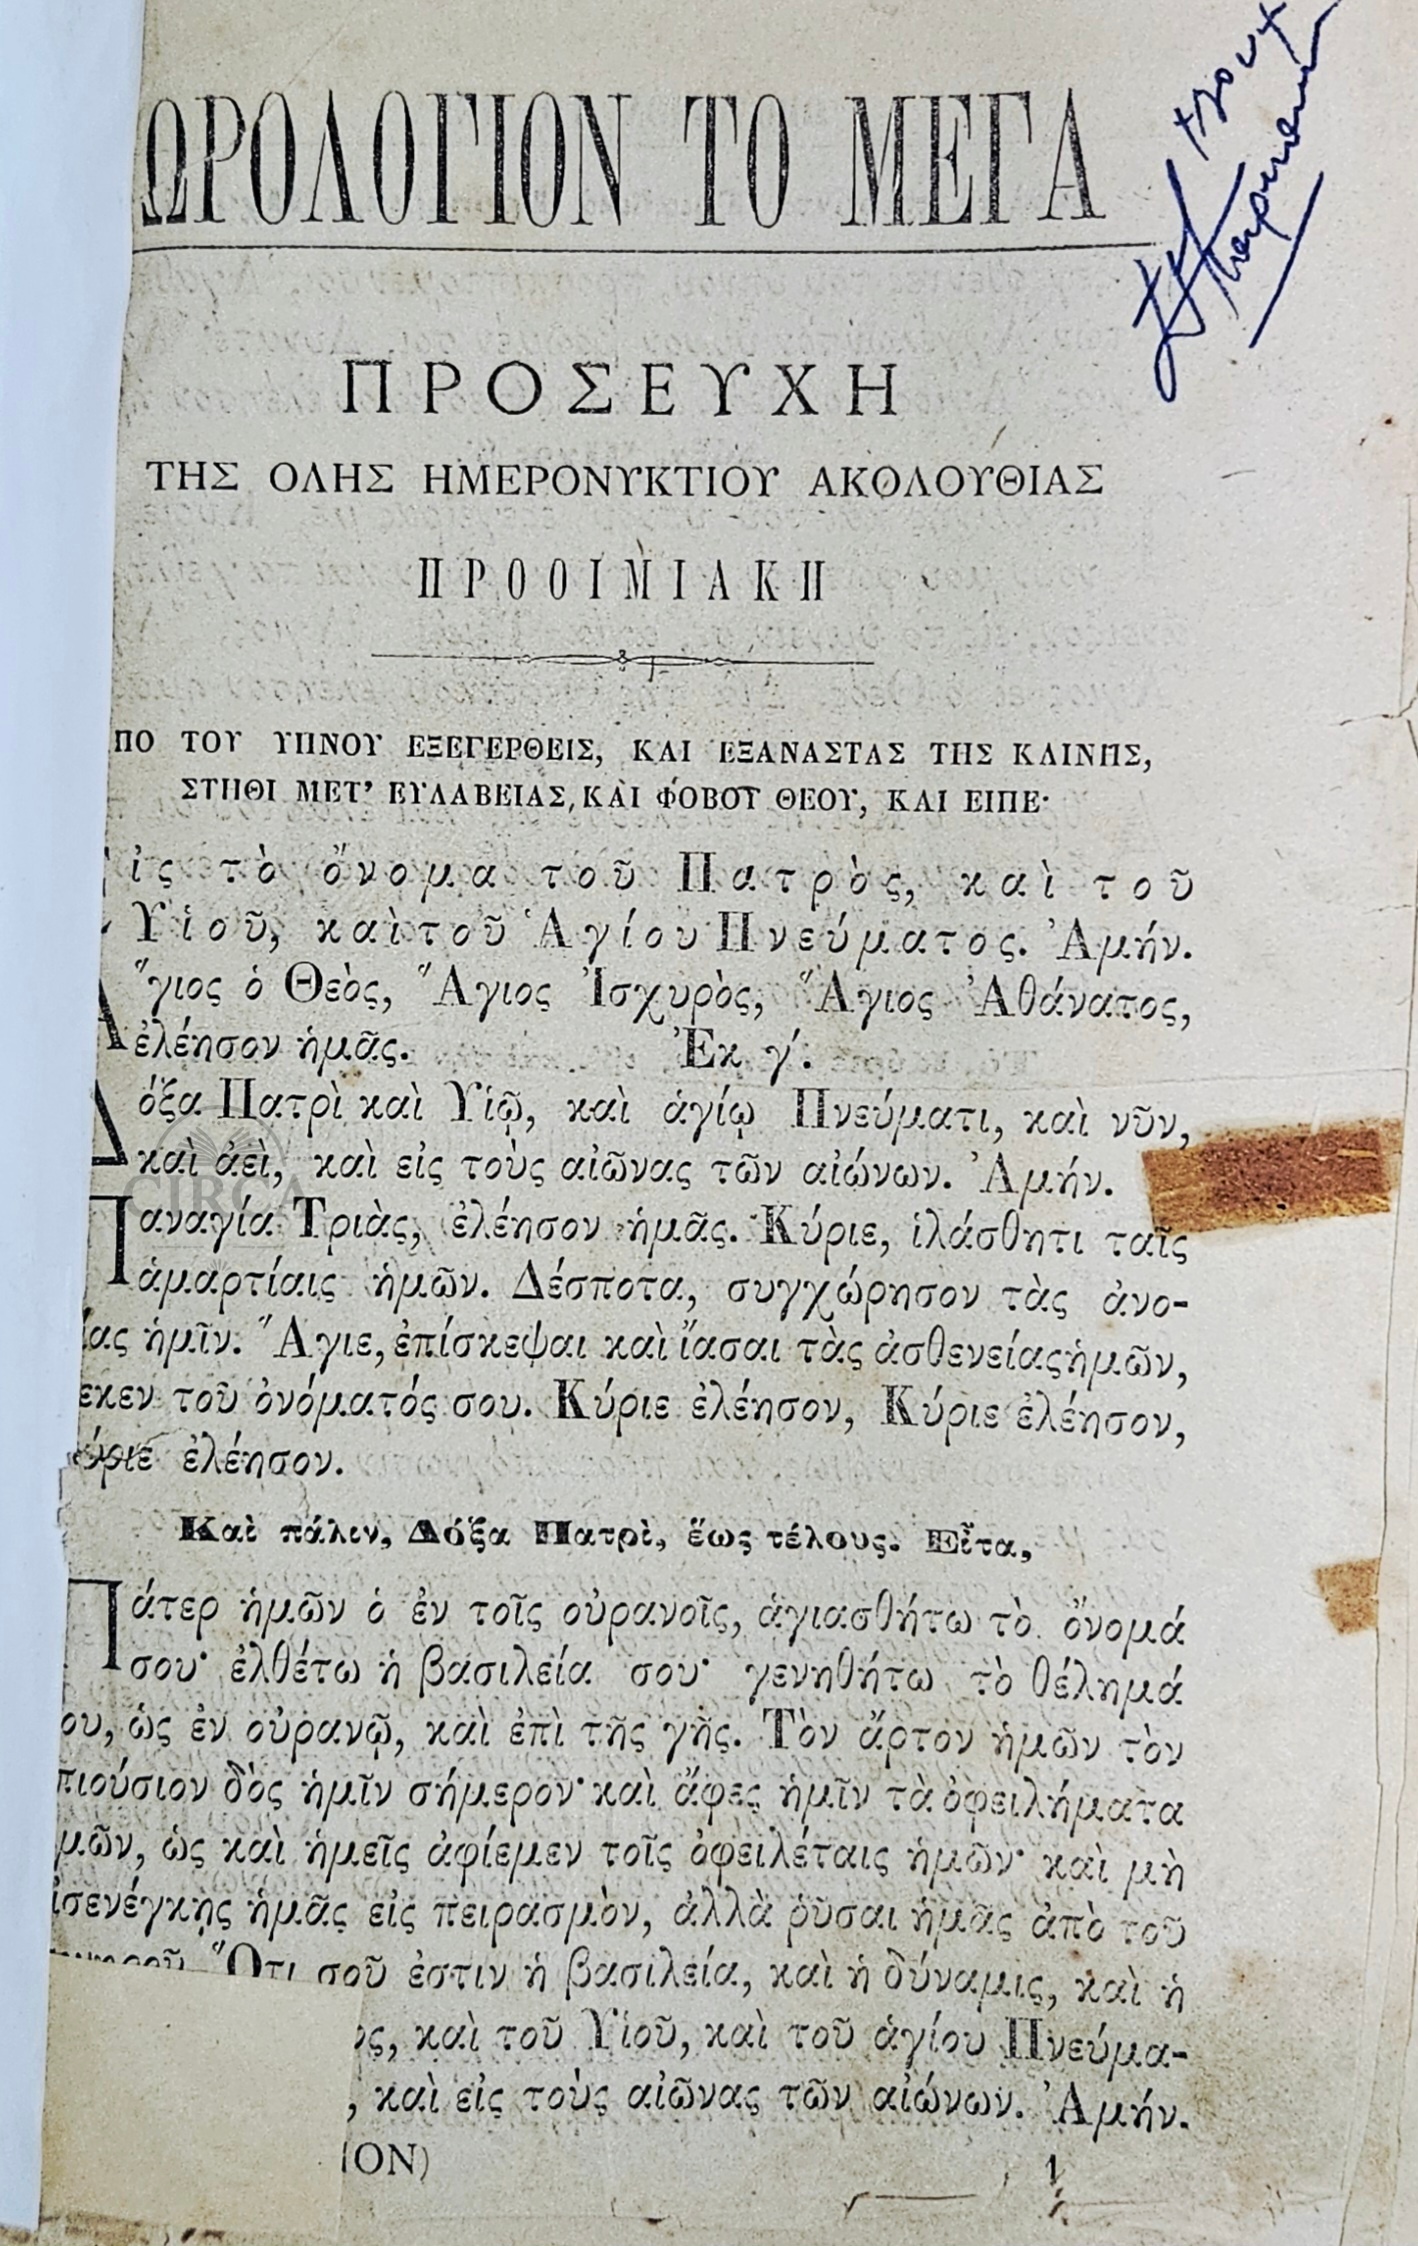 ΩΡΟΛΟΓΙΟΝ ΤΟ ΜΕΓΑ
ΠΡΟΣΕΥΧΗ
ΤΗΣ ΟΛΗΣ ΗΜΕΡΟΝΥΚΤΙΟΥ ΑΚΟΛΟΥΘΙΑΣ
ΠΡΟΟΙΜΙΑΚΗ
ΠΟ ΤΟΥ ΥΠΝΟΥ ΕΞΕΓΕΡΘΕΙΣ, ΚΑΙ ΕΞΑΝΑΣΤΑΣ ΤΗΣ ΚΛΙΝΗΣ,
ΣΤΗΘΙ ΜΕΤ' ΕΥΛΑΒΕΙΑΣ, ΚΑΙ ΦΟΒΟΥ ΘΕΟΥ, ΚΑΙ ΕΙΠΕ·
ἰς τὸ ὄνομα τοῦ Πατρὸς, καὶ τοῦ
Υἱοῦ, καὶ τοῦ Ἁγίου Πνεύματος. Ἀμήν.
Ἅγιος ὁ Θεὸς, Ἅγιος Ἰσχυρὸς, Ἅγιος Ἀθάνατος,
ἐλέησον ἡμᾶς. Ἐκ γ΄.
Δόξα Πατρὶ καὶ Υἱῷ, καὶ ἁγίῳ Πνεύματι, καὶ νῦν,
καὶ ἀεὶ, καὶ εἰς τοὺς αἰῶνας τῶν αἰώνων. Ἀμήν.
CIRCA
Παναγία Τριὰς, ἐλέησον ἡμᾶς. Κύριε, ἱλάσθητι ταῖς
ἁμαρτίαις ἡμῶν. Δέσποτα, συγχώρησον τὰς ἀνο-
ίας ἡμῖν. Ἅγιε, ἐπίσκεψαι καὶ ἴασαι τὰς ἀσθενείας ἡμῶν,
εκεν τοῦ ὀνόματός σου. Κύριε ἐλέησον, Κύριε ἐλέησον,
ύριε ἐλέησον.
Καὶ πάλιν, Δόξα Πατρὶ, ἕως τέλους. Εἶτα,
Πάτερ ἡμῶν ὁ ἐν τοῖς οὐρανοῖς, ἁγιασθήτω τὸ ὄνομά
σου· ἐλθέτω ἡ βασιλεία σου· γενηθήτω τὸ θέλημά
ου, ὡς ἐν οὐρανῷ, καὶ ἐπὶ τῆς γῆς. Τὸν ἄρτον ἡμῶν τὸν
πιούσιον δὸς ἡμῖν σήμερον· καὶ ἄφες ἡμῖν τὰ ὀφειλήματα
μῶν, ὡς καὶ ἡμεῖς ἀφίεμεν τοῖς ὀφειλέταις ἡμῶν· καὶ μὴ
ἰσενέγκῃς ἡμᾶς εἰς πειρασμὸν, ἀλλὰ ῥῦσαι ἡμᾶς ἀπὸ τοῦ
Ὅτι σοῦ ἐστιν ἡ βασιλεία, καὶ ἡ δύναμις, καὶ ἡ
ς, καὶ τοῦ Υἱοῦ, καὶ τοῦ ἁγίου Πνεύμα-
, καὶ εἰς τοὺς αἰῶνας τῶν αἰώνων. Ἀμήν.
ΙΟΝ) 1